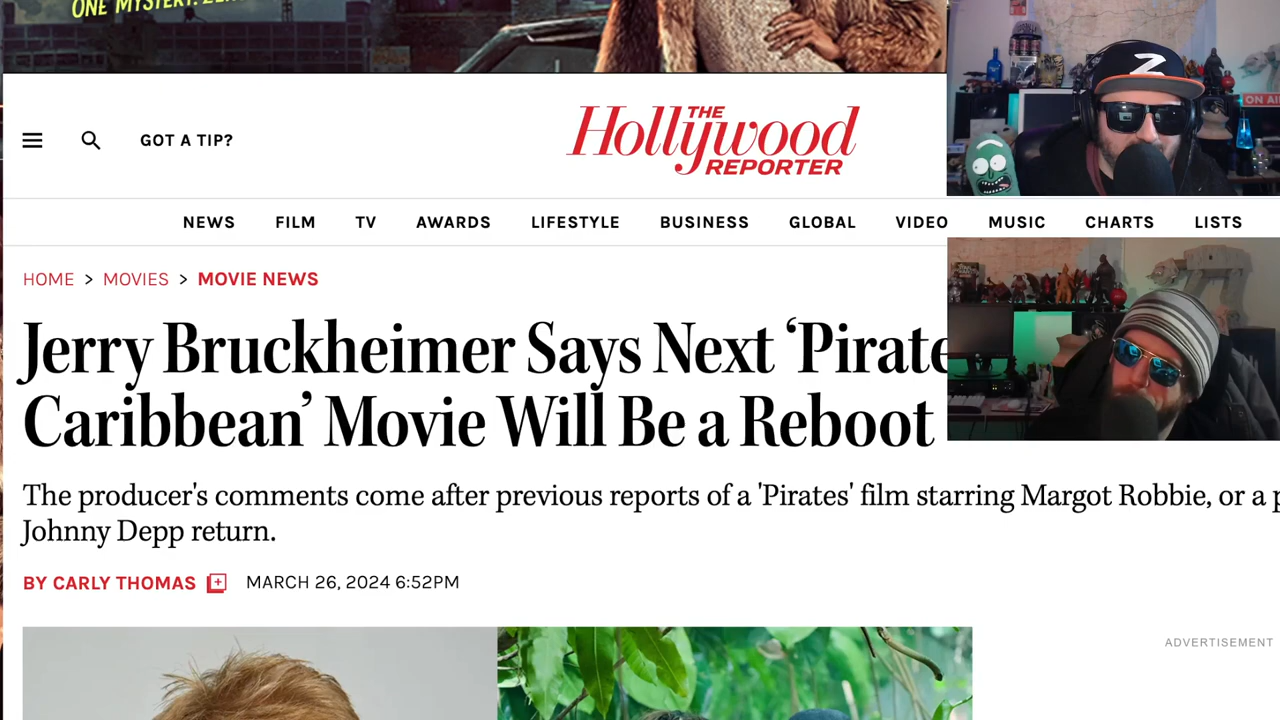 ONE MYSTERY.
GOT A TIP?
THE
Hollywood
REPORTER
ON AI
NEWS FILM TV AWARDS LIFESTYLE BUSINESS GLOBAL VIDEO MUSIC CHARTS LISTS
HOME > MOVIES > MOVIE NEWS
Jerry Bruckheimer Says Next ‘Pirate
Caribbean’ Movie Will Be a Reboot
The producer's comments come after previous reports of a 'Pirates' film starring Margot Robbie, or a p
Johnny Depp return.
BY CARLY THOMAS MARCH 26, 2024 6:52PM
ADVERTISEMENT